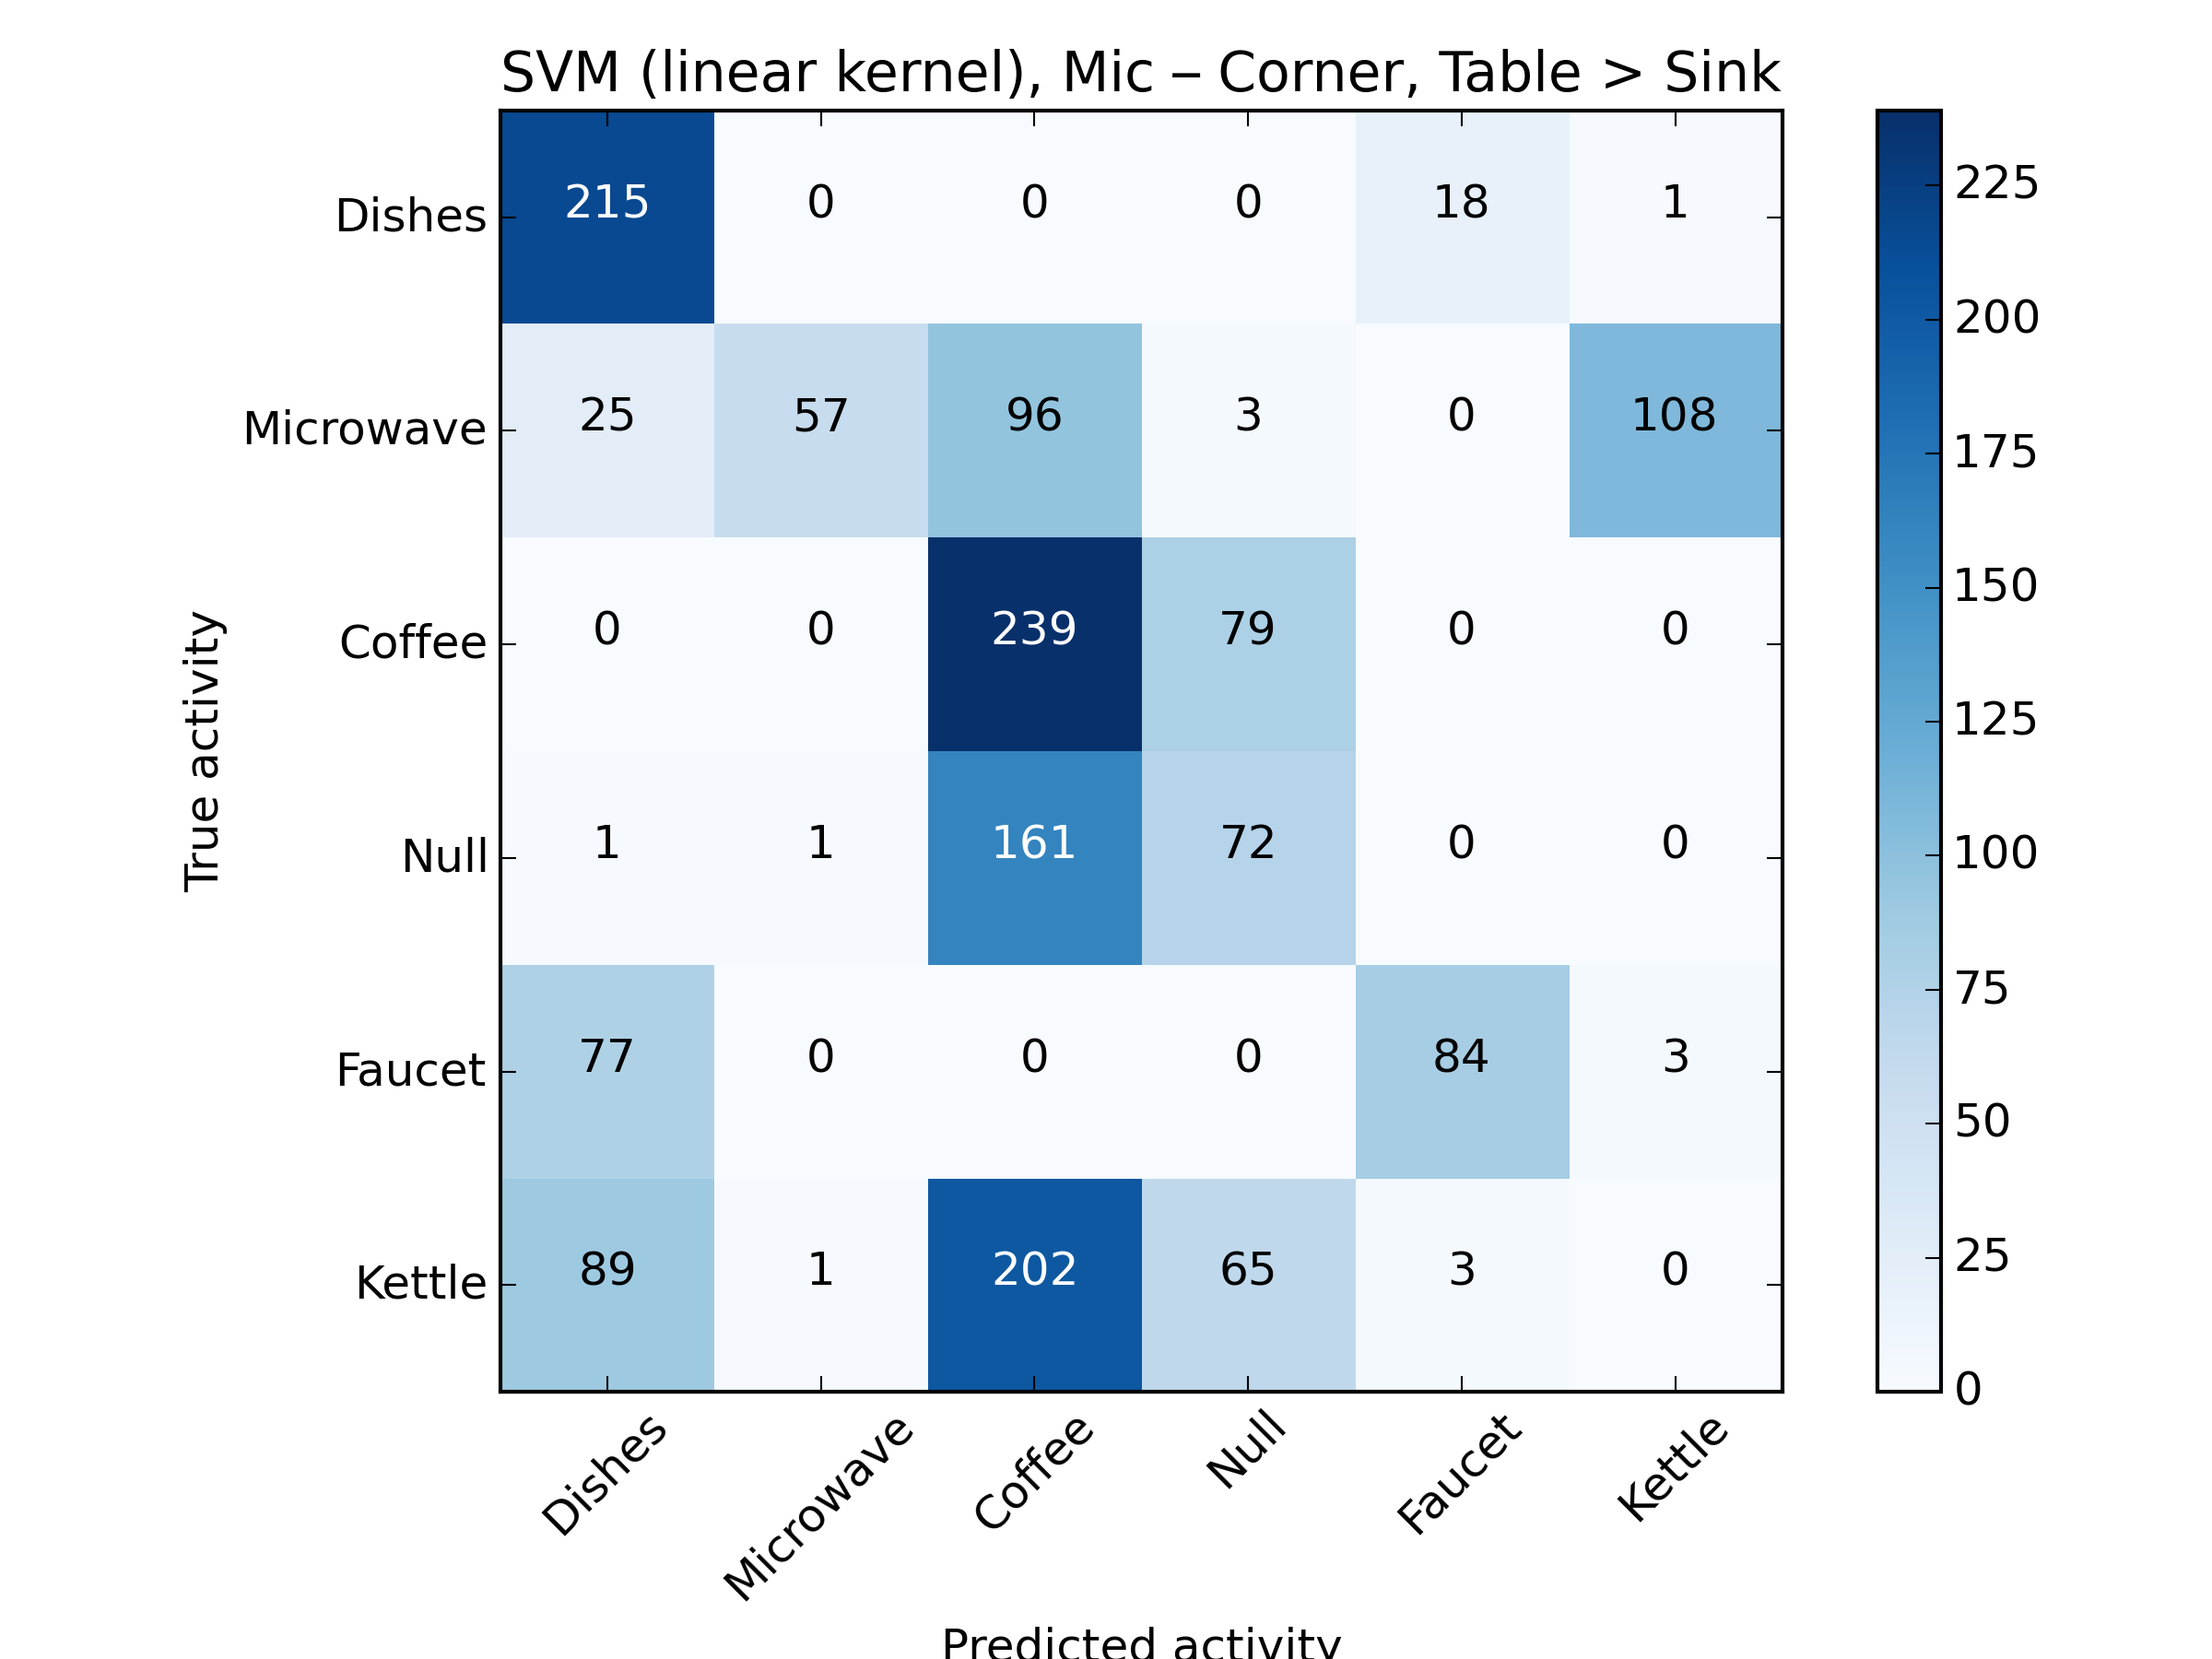 SVM (linear kernel), Mic – Corner, Table > Sink
Dishes 215 0 0 0 18 1
Microwave 25 57 96 3 0 108
Coffee 0 0 239 79 0 0
Null 1 1 161 72 0 0
Faucet 77 0 0 0 84 3
Kettle 89 1 202 65 3 0
True activity
Dishes Microwave Coffee Null Faucet Kettle
Predicted activity
225
200
175
150
125
100
75
50
25
0